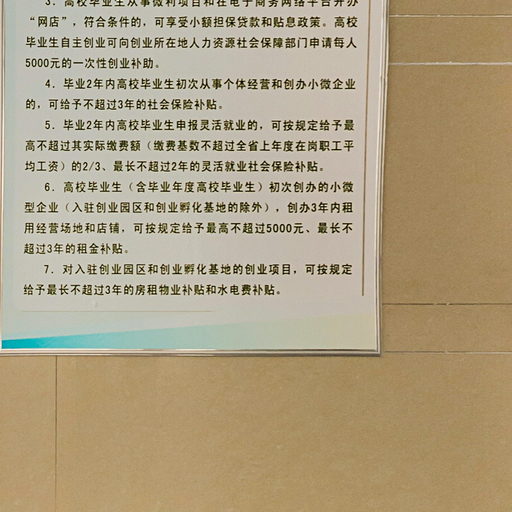 3．高校毕业生从事微利项目和在电子商务网络平台开办
“网店”，符合条件的，可享受小额担保贷款和贴息政策。高校
毕业生自主创业可向创业所在地人力资源社会保障部门申请每人
5000元的一次性创业补助。
4．毕业2年内高校毕业生初次从事个体经营和创办小微企业
的，可给予不超过3年的社会保险补贴。
5．毕业2年内高校毕业生申报灵活就业的，可按规定给予最
高不超过其实际缴费额（缴费基数不超过全省上年度在岗职工平
均工资）的2/3、最长不超过2年的灵活就业社会保险补贴。
6．高校毕业生（含毕业年度高校毕业生）初次创办的小微
型企业（入驻创业园区和创业孵化基地的除外），创办3年内租
用经营场地和店铺，可按规定给予最高不超过5000元、最长不
超过3年的租金补贴。
7．对入驻创业园区和创业孵化基地的创业项目，可按规定
给予最长不超过3年的房租物业补贴和水电费补贴。